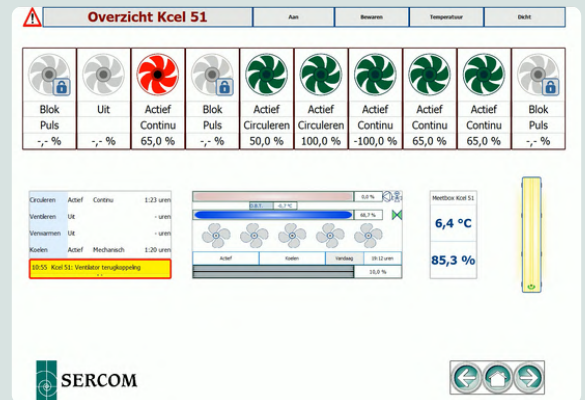 Overzicht Kcel 51
Aan
Bewaren
Temperatuur
Dicht
Blok Uit Actief Blok Actief Actief Actief Actief Actief Blok
Puls Continu Puls Circuleren Circuleren Continu Continu Continu Puls
-,- % -,- % 65,0 % -,- % 50,0 % 100,0 % -100,0 % 65,0 % 65,0 % -,- %
Circuleren Actief Continu 1:23 uren
Ventileren Uit - uren
Verwarmen Uit - uren
Koelen Actief Mechanisch 1:20 uren
10:55 Kcel 51: Ventilator terugkoppeling
0,0 %
-0,7 °C
60,7 %
Actief Koelen Vandaag 19:12 uren
10,0 %
Meetbox Kcel 51
6,4 °C
85,3 %
SERCOM